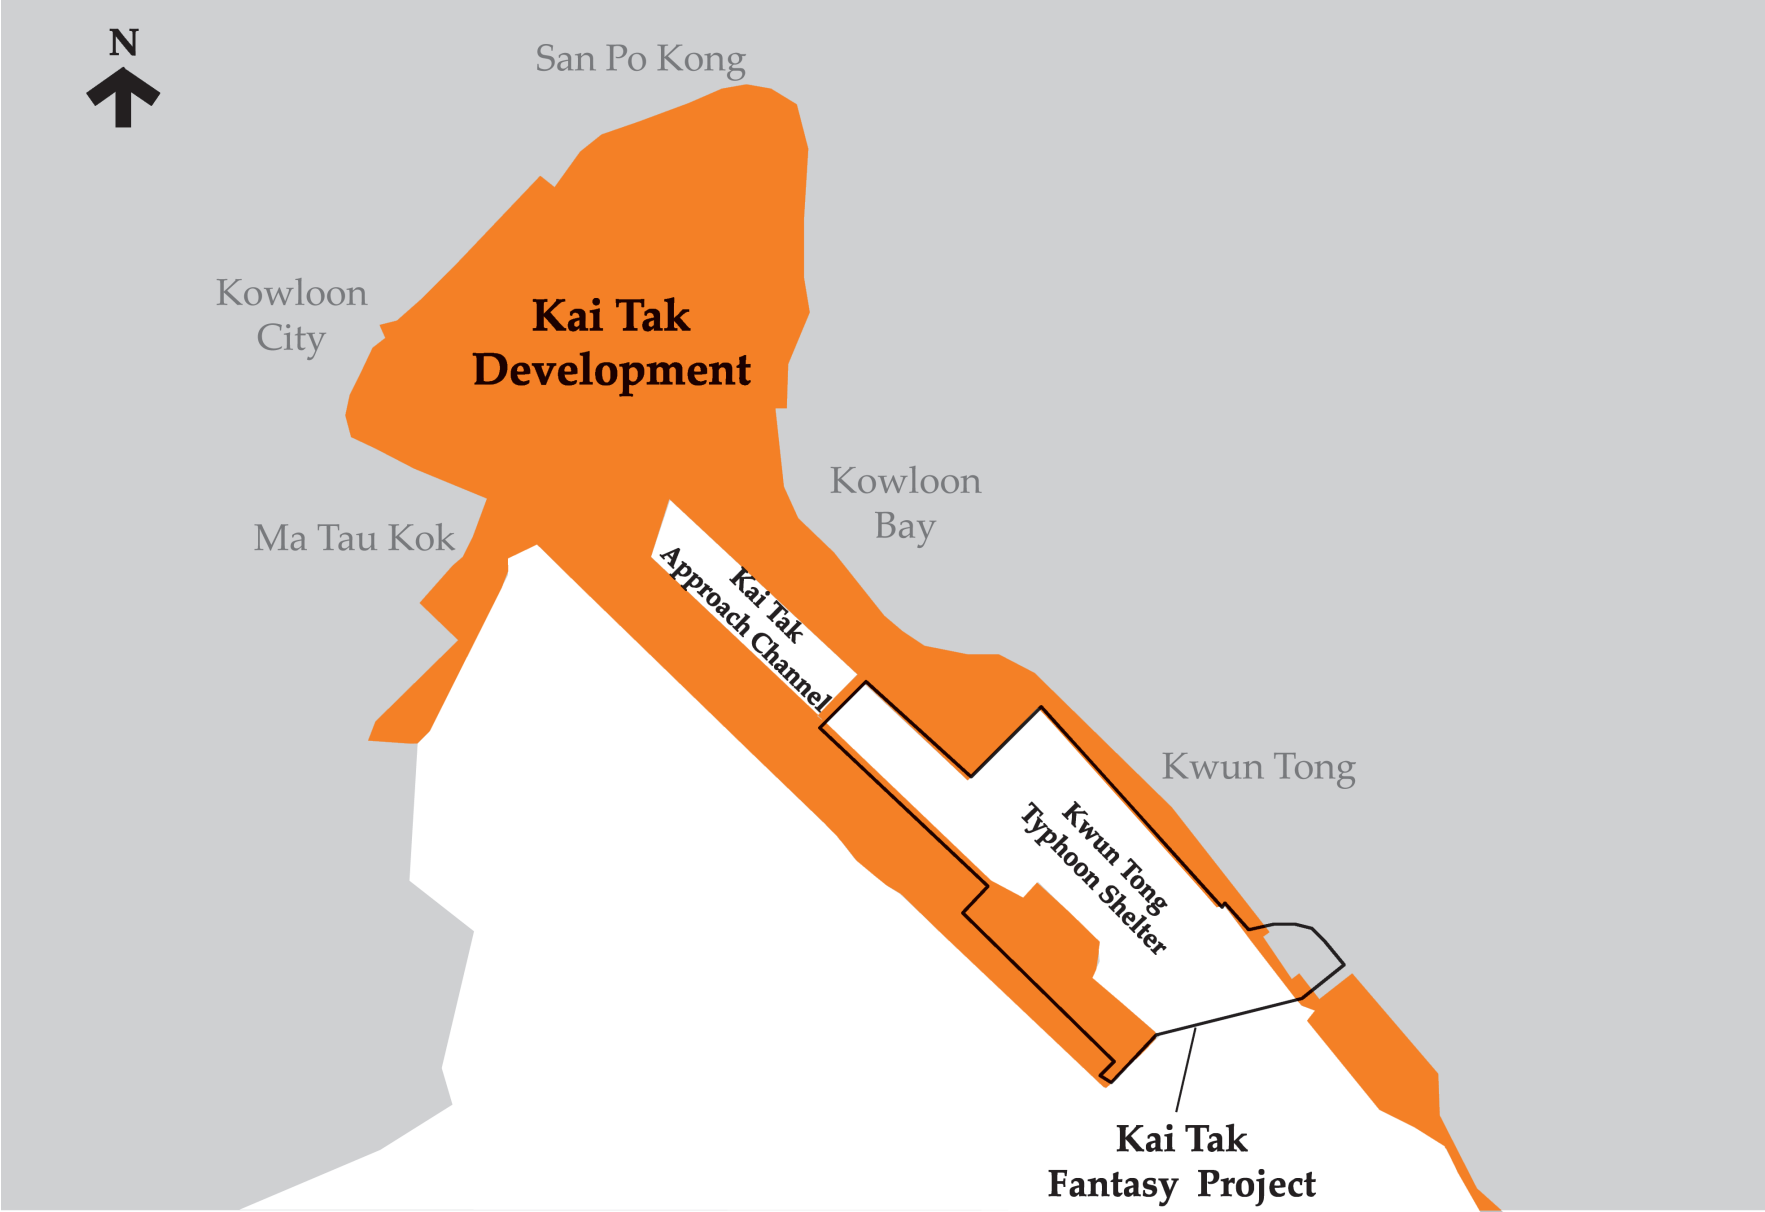 N
San Po Kong
Kowloon
City
Kai Tak
Development
Kowloon
Bay
Ma Tau Kok
Kai Tak
Approach Channel
Kwun Tong
Kwun Tong
Typhoon Shelter
Kai Tak
Fantasy Project